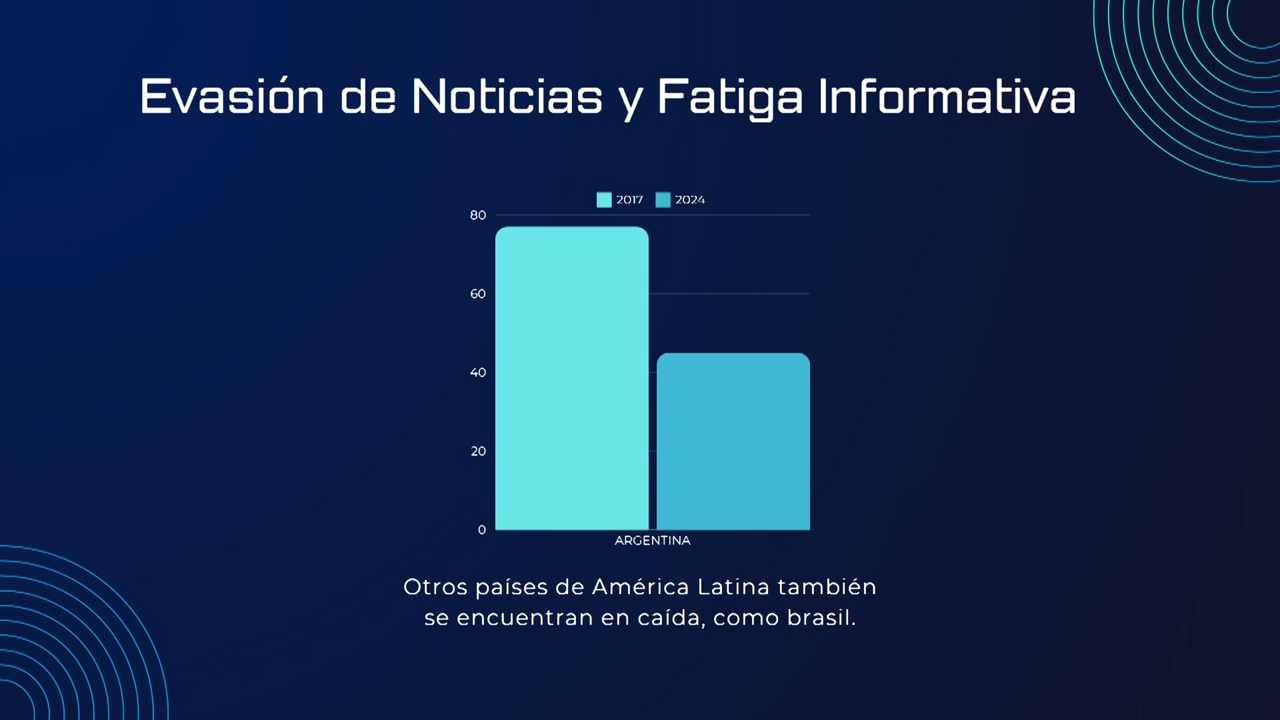 Evasión de Noticias y Fatiga Informativa
2017 2024
80
60
40
20
0
ARGENTINA
Otros países de América Latina también
se encuentran en caída, como brasil.